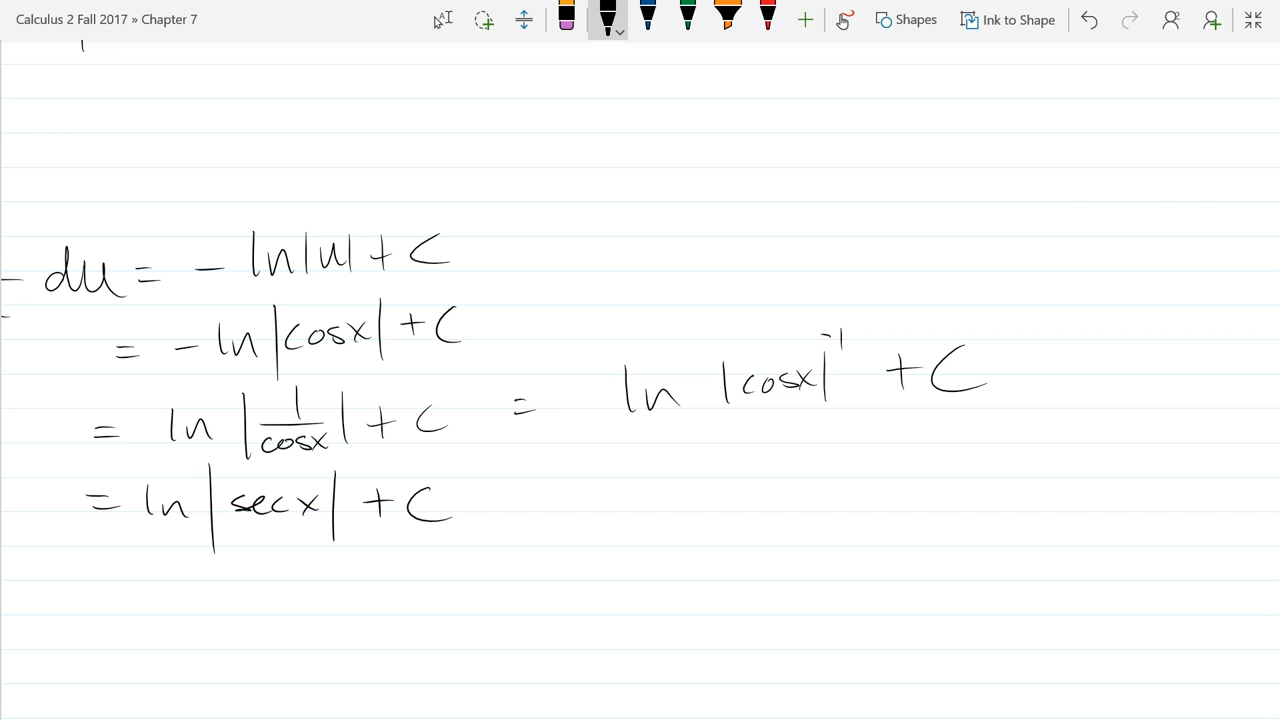 Calculus 2 Fall 2017 » Chapter 7
Shapes
Ink to Shape
- du = - ln|u| + C
= - ln|cosx| + C
= ln|1/cosx| + C = ln |cosx|^-1 + C
= ln|secx| + C